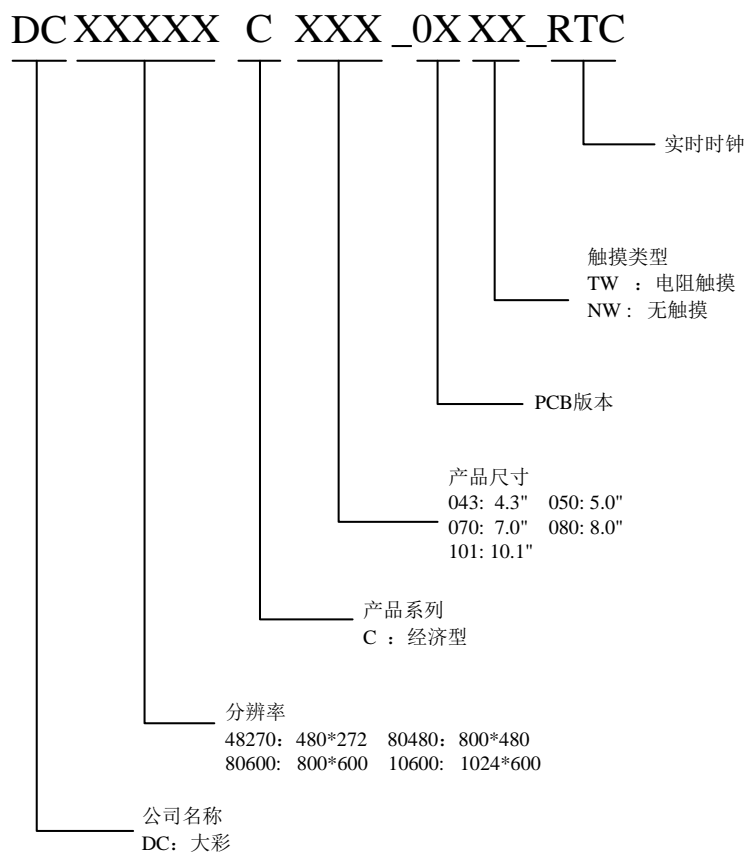 DC XXXXX C XXX _0X XX_RTC
实时时钟
触摸类型
TW ：电阻触摸
NW： 无触摸
PCB版本
产品尺寸
043: 4.3" 050: 5.0"
070: 7.0" 080: 8.0"
101: 10.1"
产品系列
C ：经济型
分辨率
48270：480*272 80480：800*480
80600: 800*600 10600: 1024*600
公司名称
DC：大彩